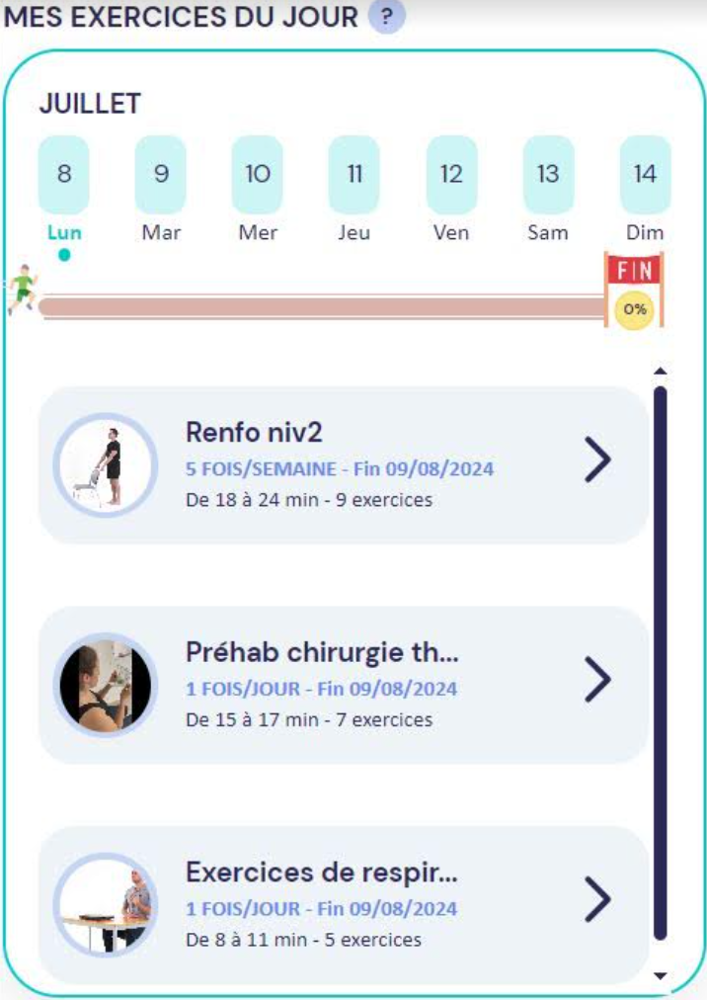 MES EXERCICES DU JOUR ?
JUILLET
8 9 10 11 12 13 14
Lun Mar Mer Jeu Ven Sam Dim
FIN
0%
Renfo niv2
5 FOIS/SEMAINE - Fin 09/08/2024
De 18 à 24 min - 9 exercices
Préhab chirurgie th...
1 FOIS/JOUR - Fin 09/08/2024
De 15 à 17 min - 7 exercices
Exercices de respir...
1 FOIS/JOUR - Fin 09/08/2024
De 8 à 11 min - 5 exercices